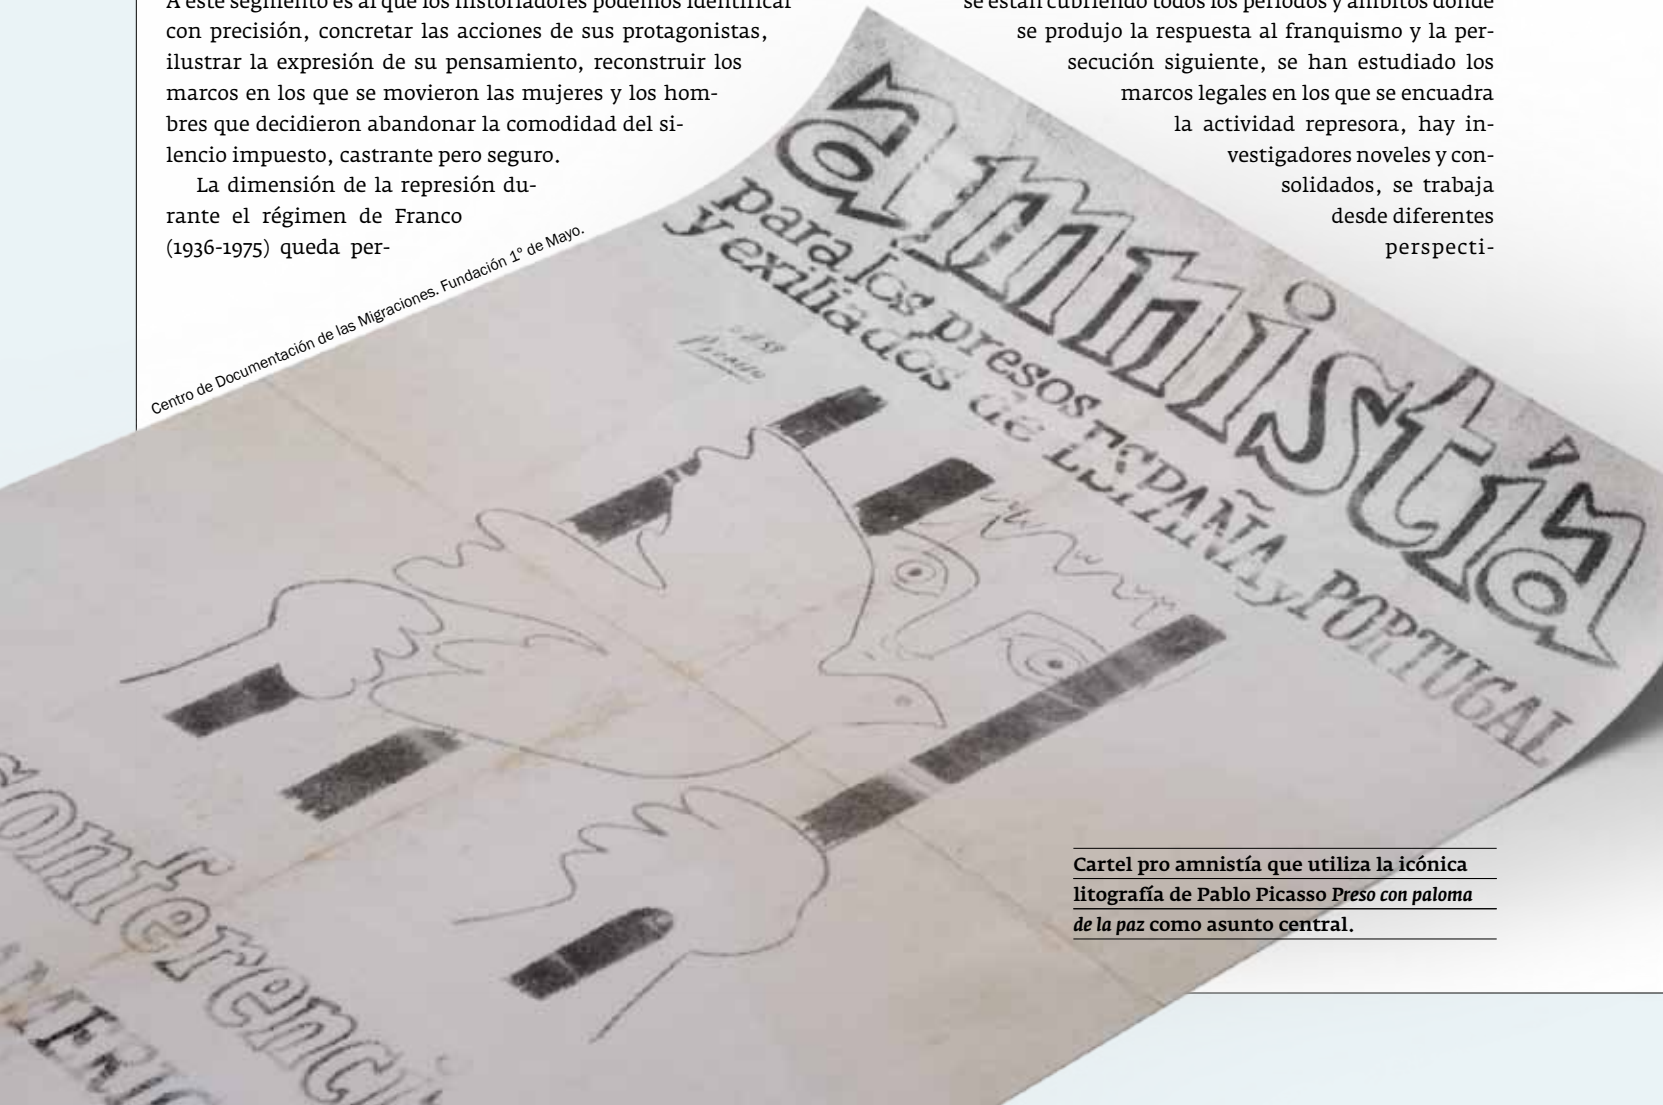 A este segmento es al que los historiadores podemos identificar
con precisión, concretar las acciones de sus protagonistas,
ilustrar la expresión de su pensamiento, reconstruir los
marcos en los que se movieron las mujeres y los hom-
bres que decidieron abandonar la comodidad del si-
lencio impuesto, castrante pero seguro.
La dimensión de la represión du-
rante el régimen de Franco
(1936-1975) queda per-
se están cubriendo todos los períodos y ámbitos donde
se produjo la respuesta al franquismo y la per-
secución siguiente, se han estudiado los
marcos legales en los que se encuadra
la actividad represora, hay in-
vestigadores noveles y con-
solidados, se trabaja
desde diferentes
perspecti-
Centro de Documentación de las Migraciones. Fundación 1º de Mayo.
amnistía
para los presos
y exiliados de ESPAÑA y PORTUGAL
Picasso
Conferenci
AMERIC
Cartel pro amnistía que utiliza la icónica
litografía de Pablo Picasso Preso con paloma
de la paz como asunto central.